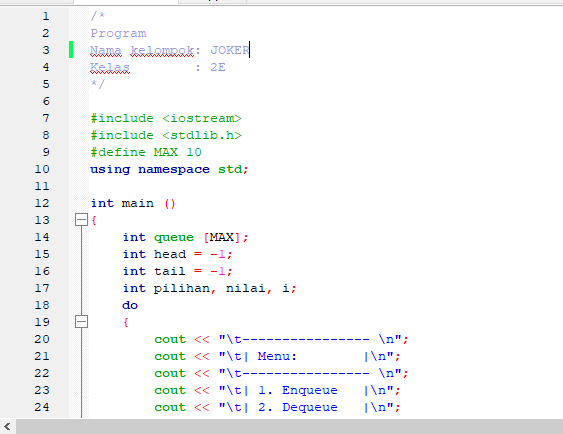 1 /*
2 Program
3 Nama kelompok: JOKER
4 Kelas        : 2E
5 */
6
7 #include <iostream>
8 #include <stdlib.h>
9 #define MAX 10
10 using namespace std;
11
12 int main ()
13 {
14     int queue [MAX];
15     int head = -1;
16     int tail = -1;
17     int pilihan, nilai, i;
18     do
19     {
20         cout << "\t---------------- \n";
21         cout << "\t| Menu:        |\n";
22         cout << "\t---------------- \n";
23         cout << "\t| 1. Enqueue   |\n";
24         cout << "\t| 2. Dequeue   |\n";